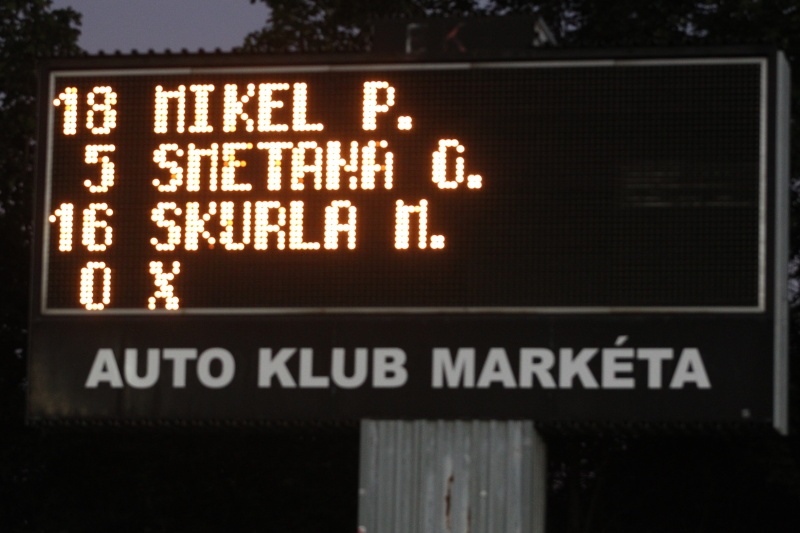 18 MIKEL P.
5 SMETANA O.
16 SKURLA M.
0 X
AUTO KLUB MARKÉTA